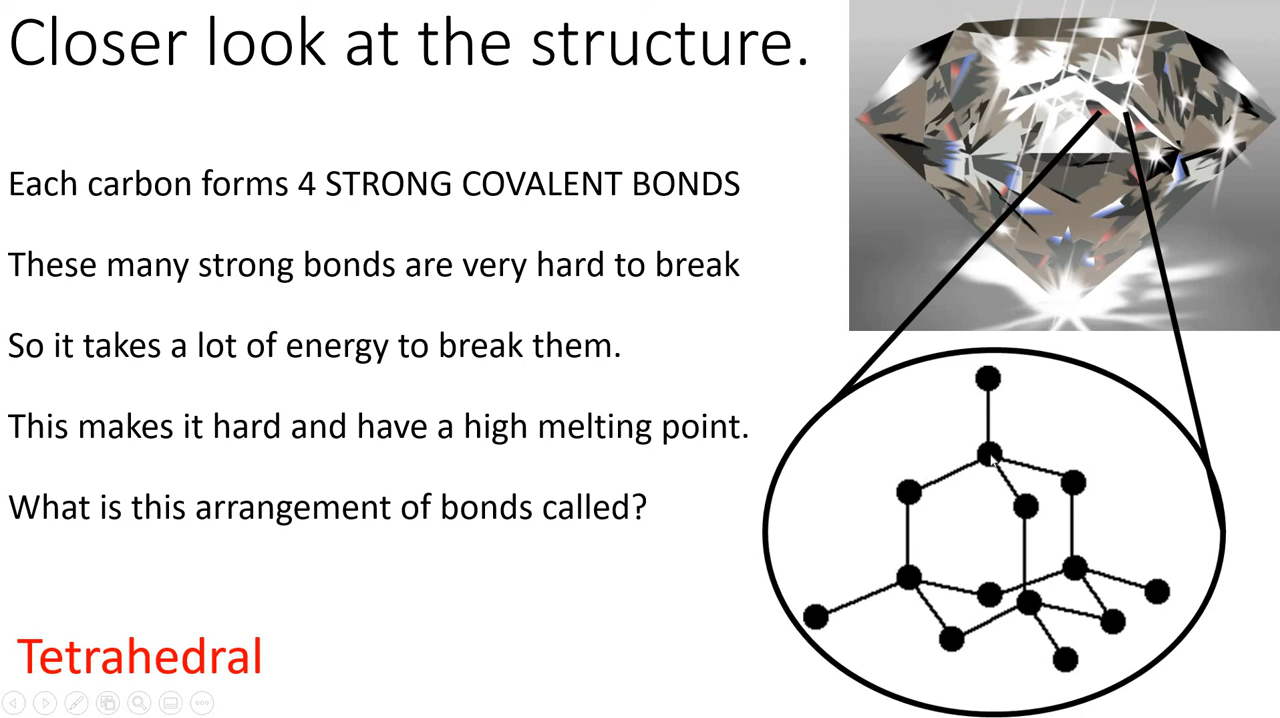 Closer look at the structure.
Each carbon forms 4 STRONG COVALENT BONDS
These many strong bonds are very hard to break
So it takes a lot of energy to break them.
This makes it hard and have a high melting point.
What is this arrangement of bonds called?
Tetrahedral